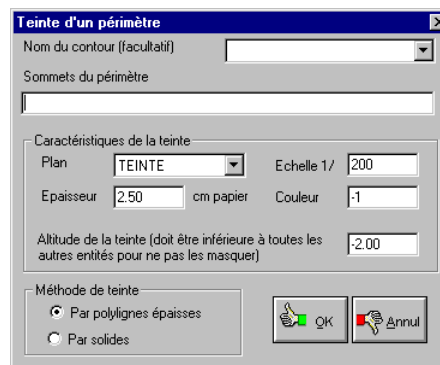 Teinte d'un périmètre
Nom du contour (facultatif)
Sommets du périmètre
Caractéristiques de la teinte
Plan TEINTE Echelle 1/ 200
Epaisseur 2.50 cm papier Couleur -1
Altitude de la teinte (doit être inférieure à toutes les -2.00
autres entités pour ne pas les masquer)
Méthode de teinte
Par polylignes épaisses
Par solides
OK Annul